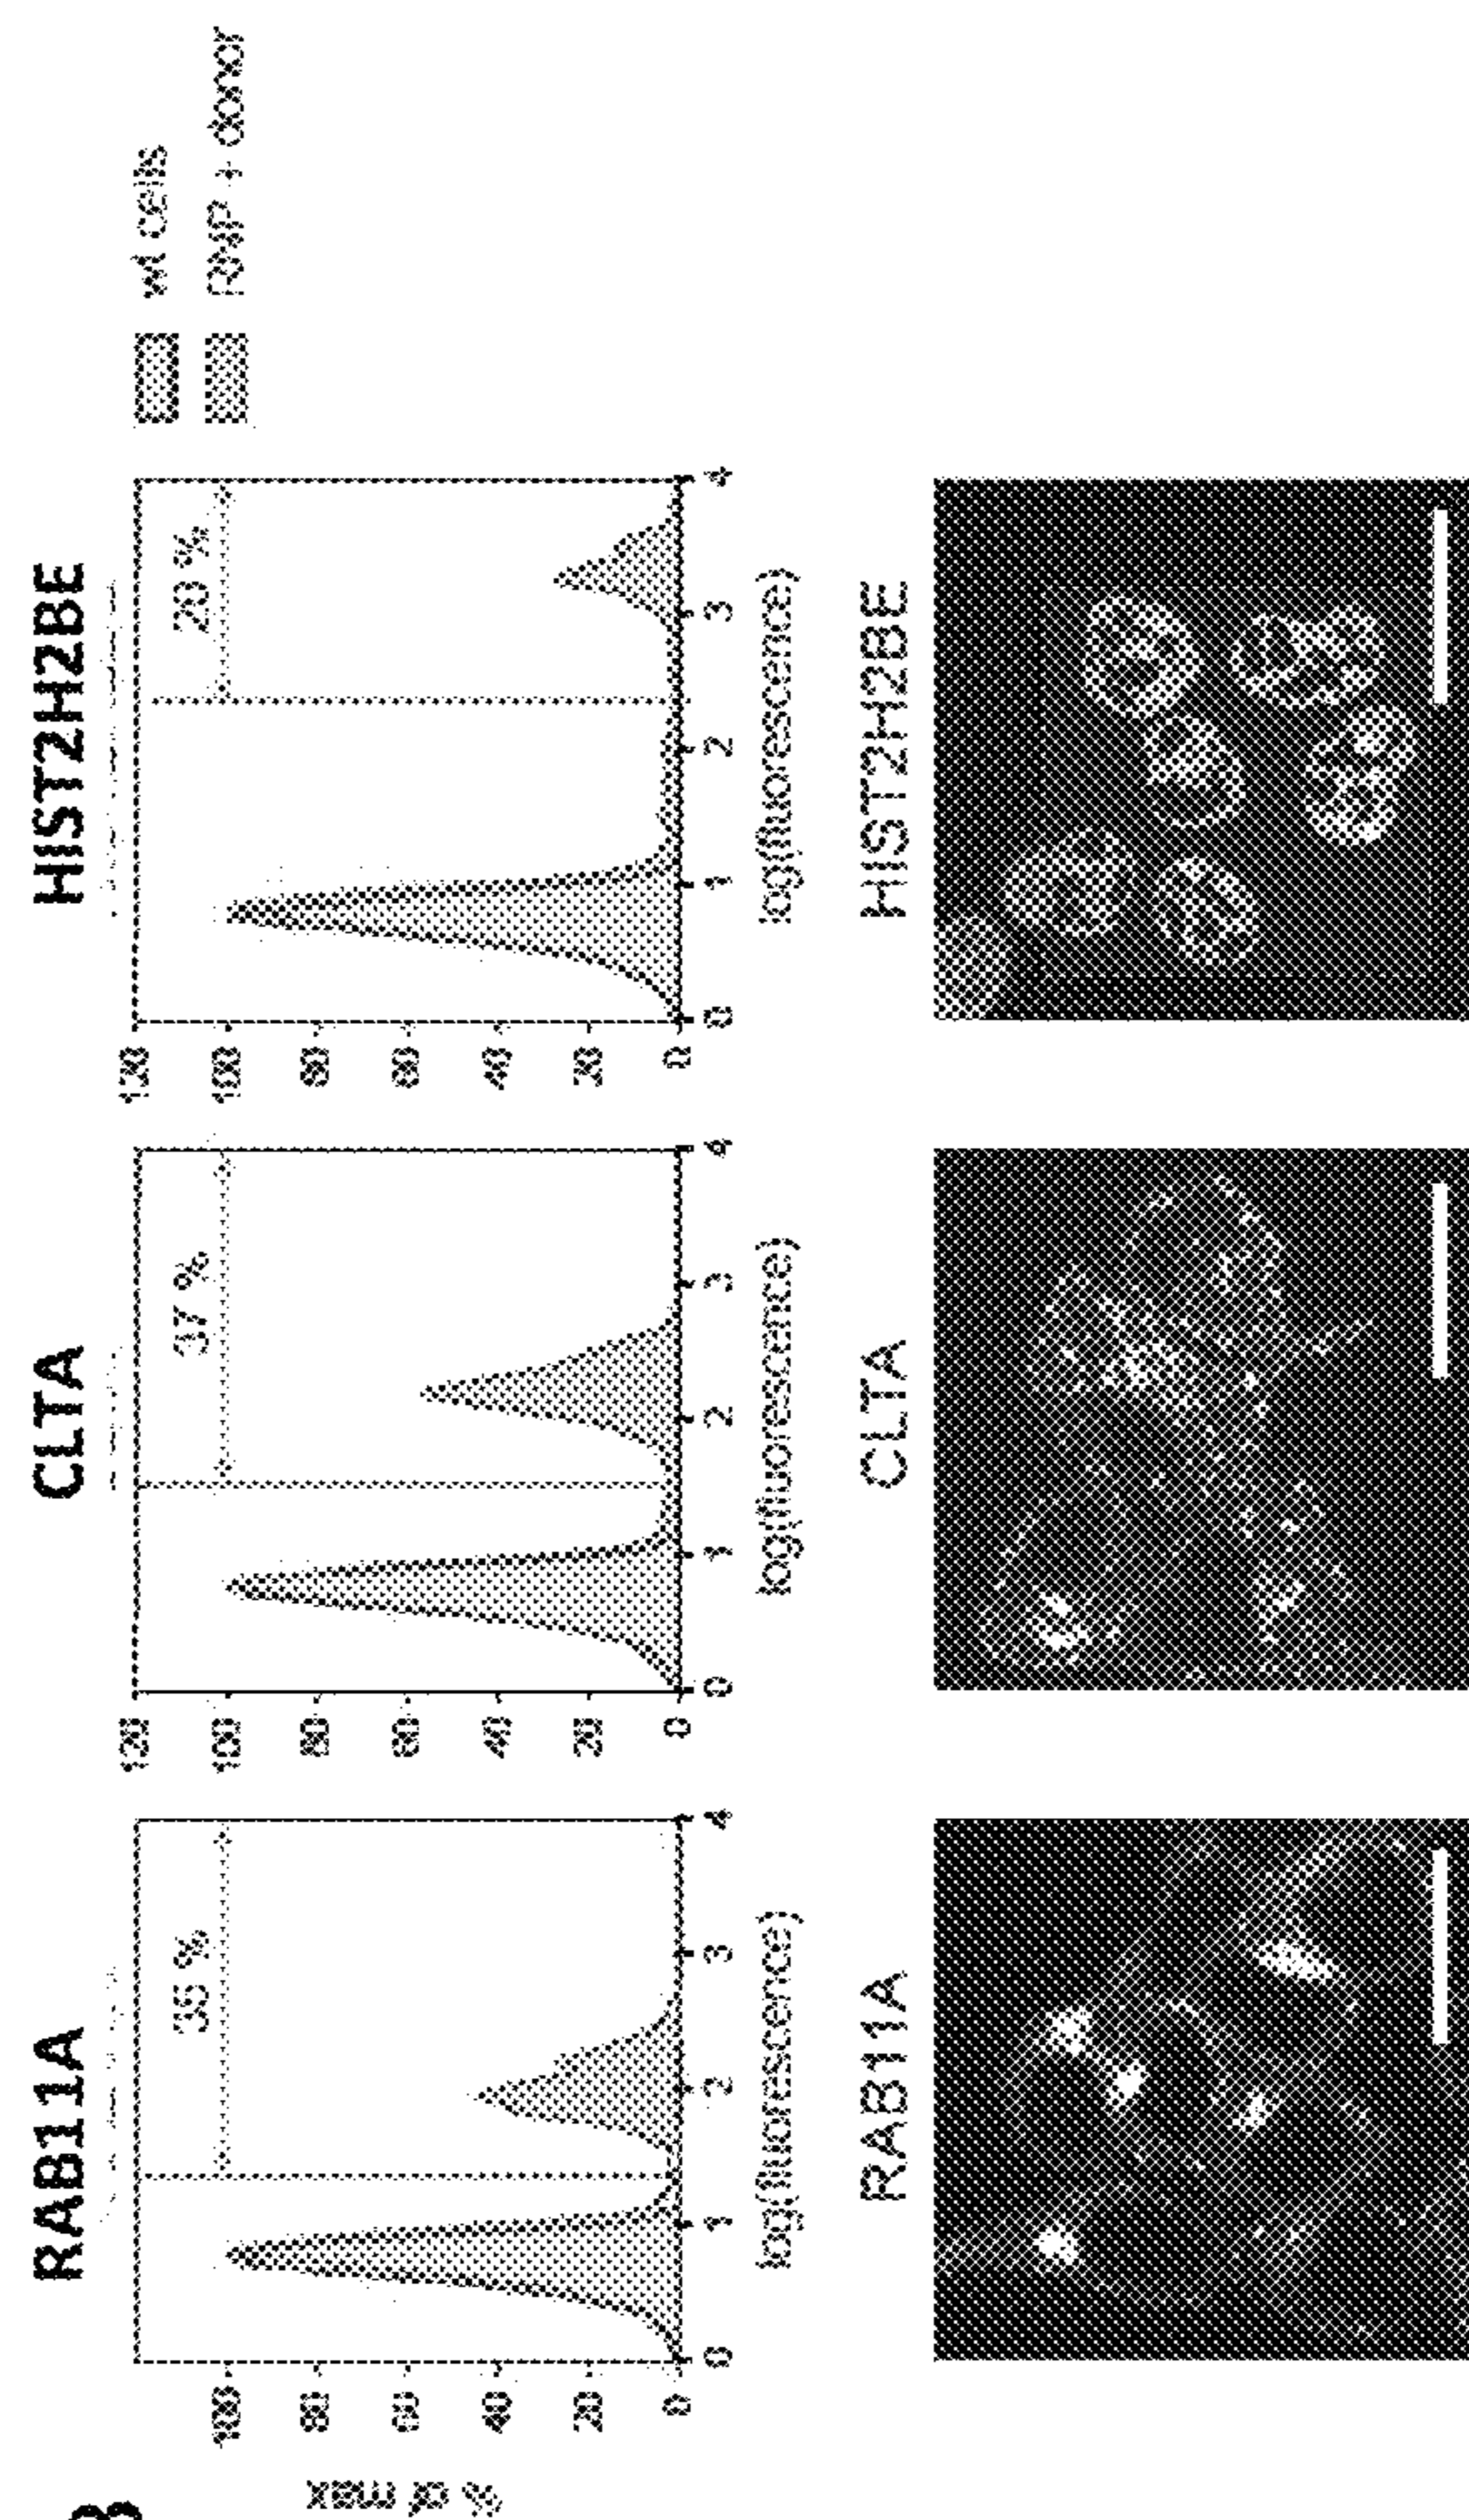 RAB11A CLTA HIST2H2BE
wt cells
RNP + donor
35 % 37 % 20 %
% of max
100 80 60 40 20 0
120 100 80 60 40 20 0
120 100 80 60 40 20 0
0 1 2 3 4 0 1 2 3 4 0 1 2 3 4
log(fluorescence) log(fluorescence) log(fluorescence)
RAB11A CLTA HIST2H2BE